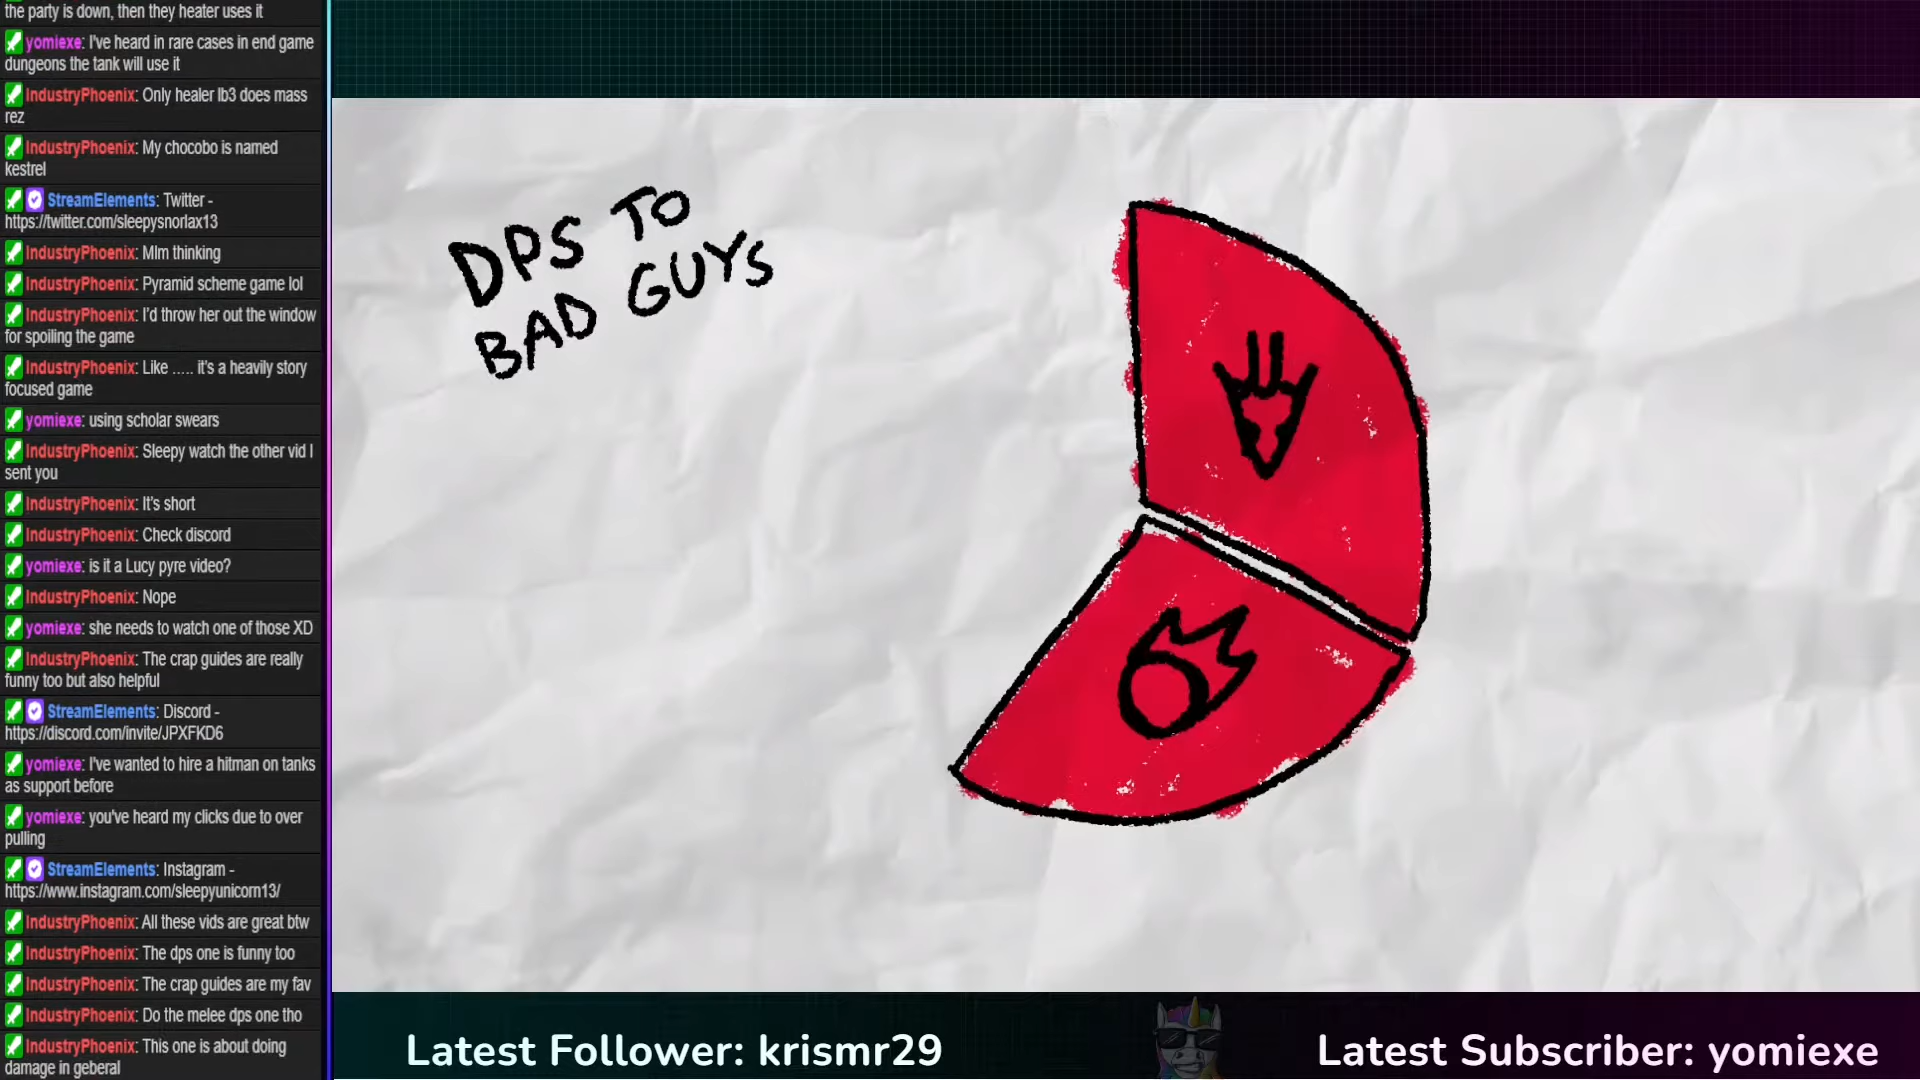 the party is down, then they heater uses it
yomiexe: I've heard in rare cases in end game
dungeons the tank will use it
IndustryPhoenix: Only healer lb3 does mass
rez
IndustryPhoenix: My chocobo is named
kestrel
StreamElements: Twitter -
https://twitter.com/sleepysnorlax13
IndustryPhoenix: Mlm thinking
IndustryPhoenix: Pyramid scheme game lol
IndustryPhoenix: I'd throw her out the window
for spoiling the game
IndustryPhoenix: Like ..... it's a heavily story
focused game
yomiexe: using scholar swears
IndustryPhoenix: Sleepy watch the other vid I
sent you
IndustryPhoenix: It's short
IndustryPhoenix: Check discord
yomiexe: is it a Lucy pyre video?
IndustryPhoenix: Nope
yomiexe: she needs to watch one of those XD
IndustryPhoenix: The crap guides are really
funny too but also helpful
StreamElements: Discord -
https://discord.com/invite/JPXFKD6
yomiexe: I've wanted to hire a hitman on tanks
as support before
yomiexe: you've heard my clicks due to over
pulling
StreamElements: Instagram -
https://www.instagram.com/sleepyunicorn13/
IndustryPhoenix: All these vids are great btw
IndustryPhoenix: The dps one is funny too
IndustryPhoenix: The crap guides are my fav
IndustryPhoenix: Do the melee dps one tho
IndustryPhoenix: This one is about doing
damage in geberal
DPS TO
BAD GUYS
Latest Follower: krismr29
Latest Subscriber: yomiexe